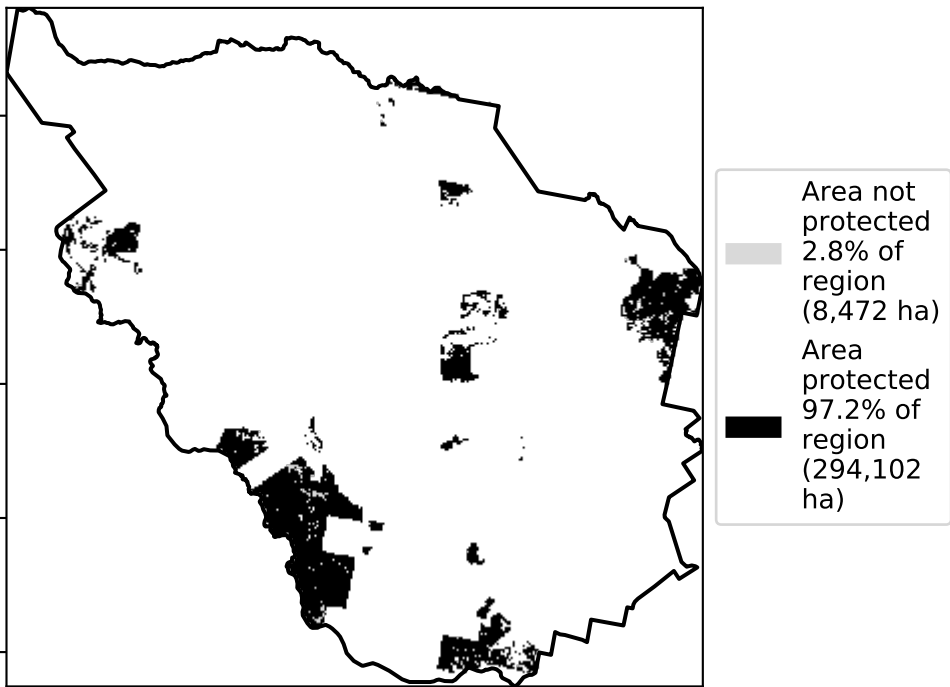 Area not
protected
2.8% of
region
(8,472 ha)
Area
protected
97.2% of
region
(294,102
ha)